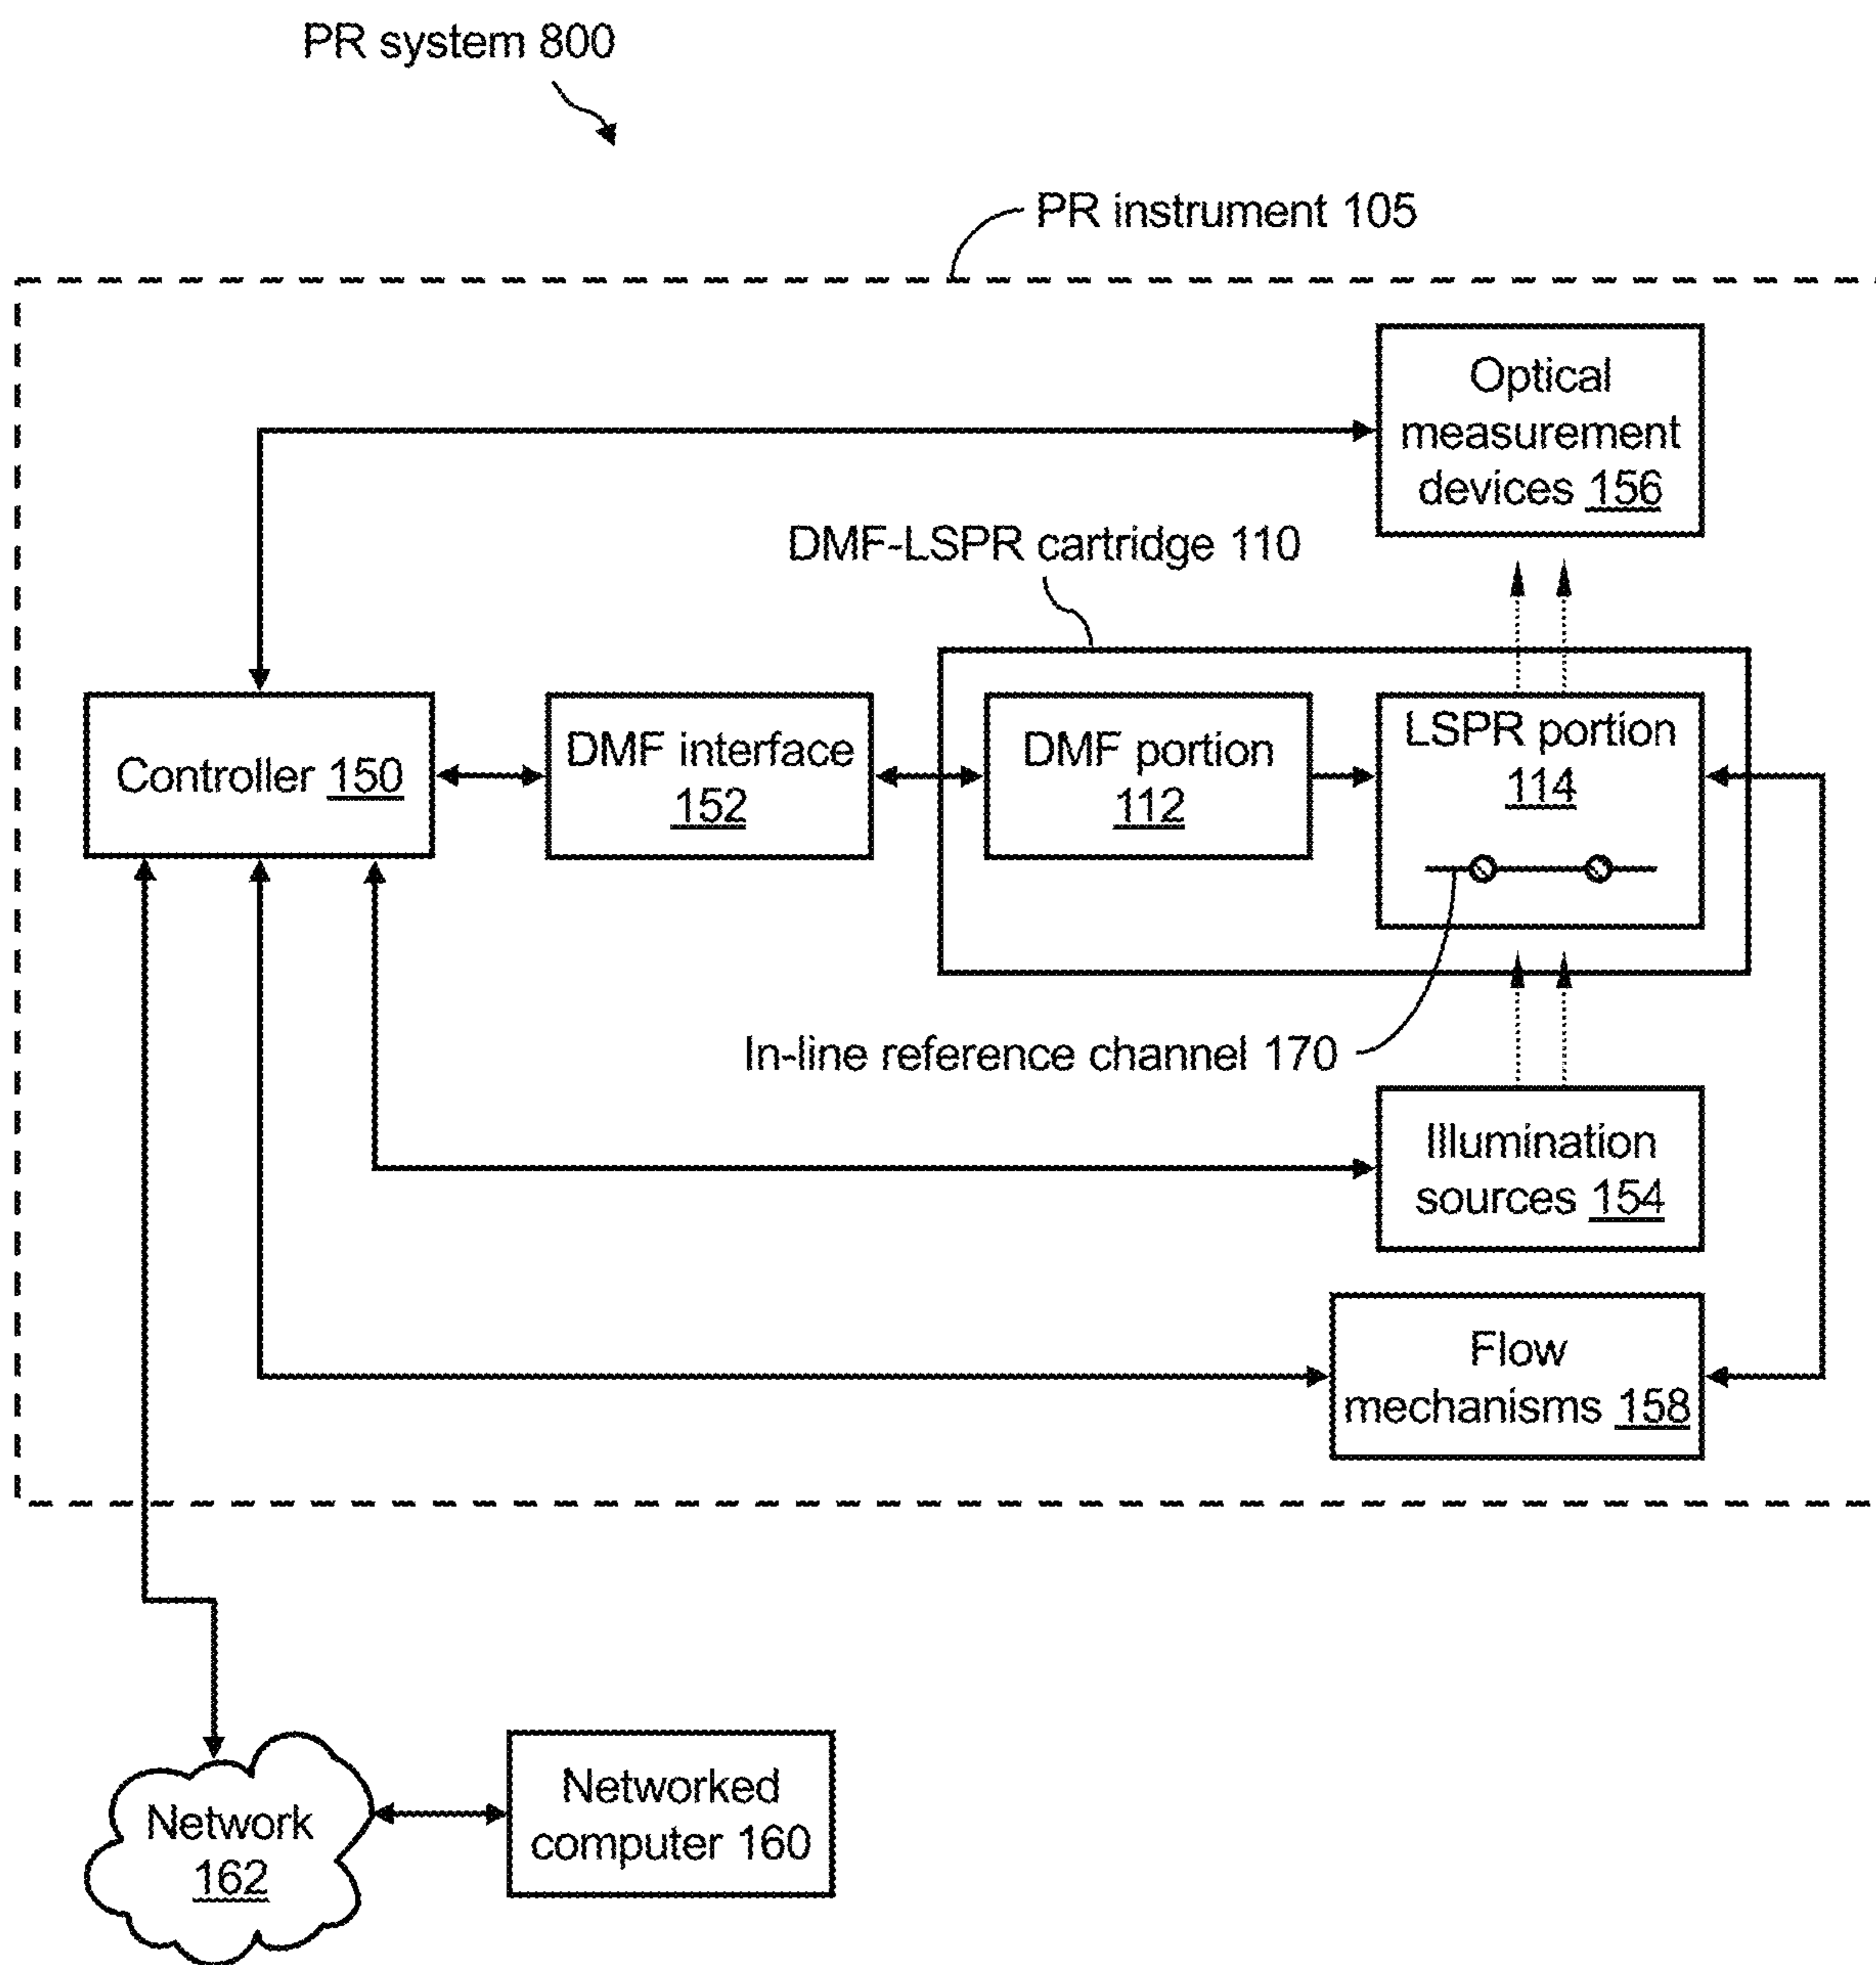 PR system 800
PR instrument 105
Optical
measurement
devices 156
DMF-LSPR cartridge 110
Controller 150
DMF interface
152
DMF portion
112
LSPR portion
114
In-line reference channel 170
Illumination
sources 154
Flow
mechanisms 158
Network
162
Networked
computer 160